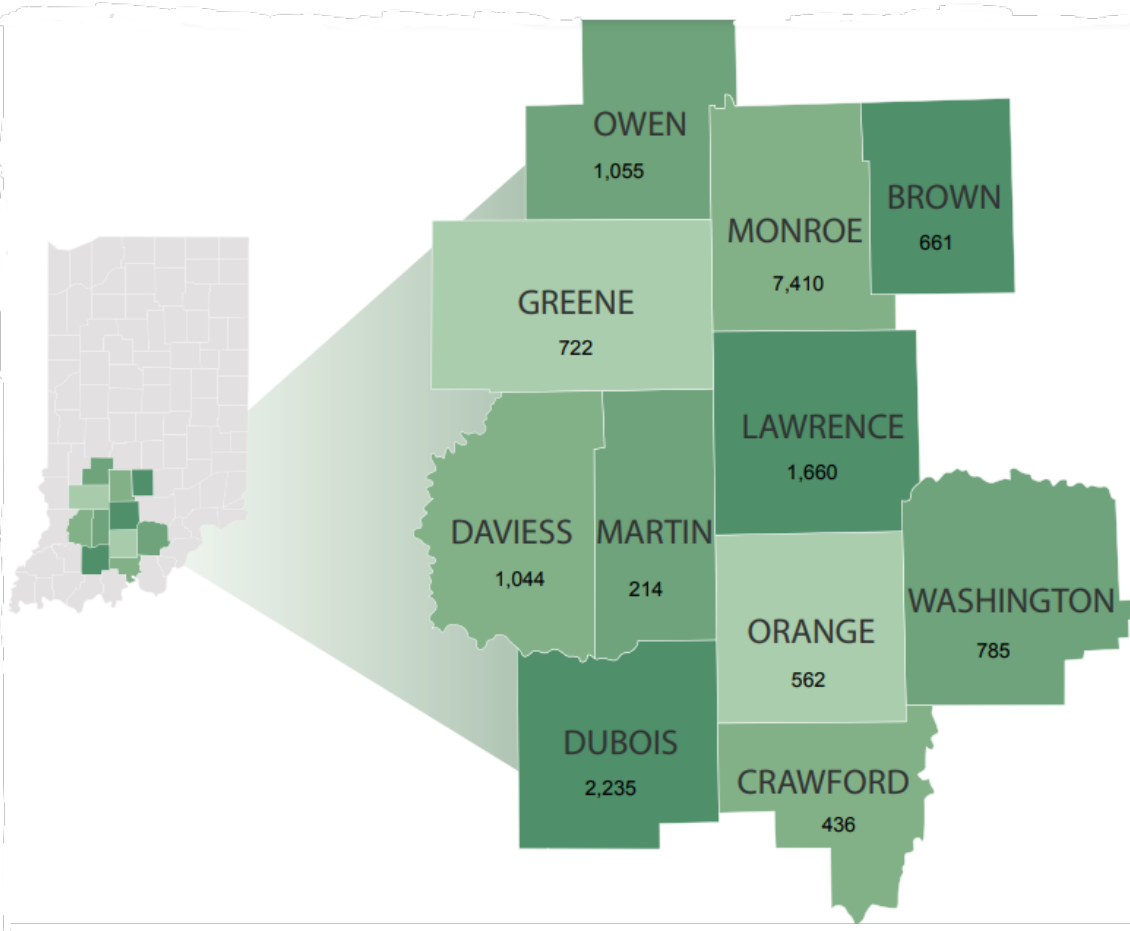 OWEN
1,055
MONROE
7,410
BROWN
661
GREENE
722
LAWRENCE
1,660
DAVIESS
1,044
MARTIN
214
WASHINGTON
785
ORANGE
562
DUBOIS
2,235
CRAWFORD
436